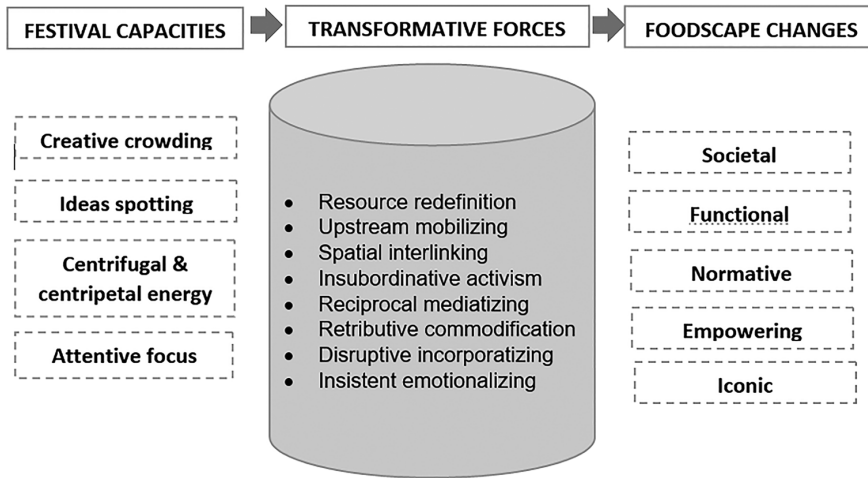 FESTIVAL CAPACITIES
TRANSFORMATIVE FORCES
FOODSCAPE CHANGES
Creative crowding
Ideas spotting
Centrifugal &
centripetal energy
Attentive focus
• Resource redefinition
• Upstream mobilizing
• Spatial interlinking
• Insubordinative activism
• Reciprocal mediatizing
• Retributive commodification
• Disruptive incorporatizing
• Insistent emotionalizing
Societal
Functional
Normative
Empowering
Iconic